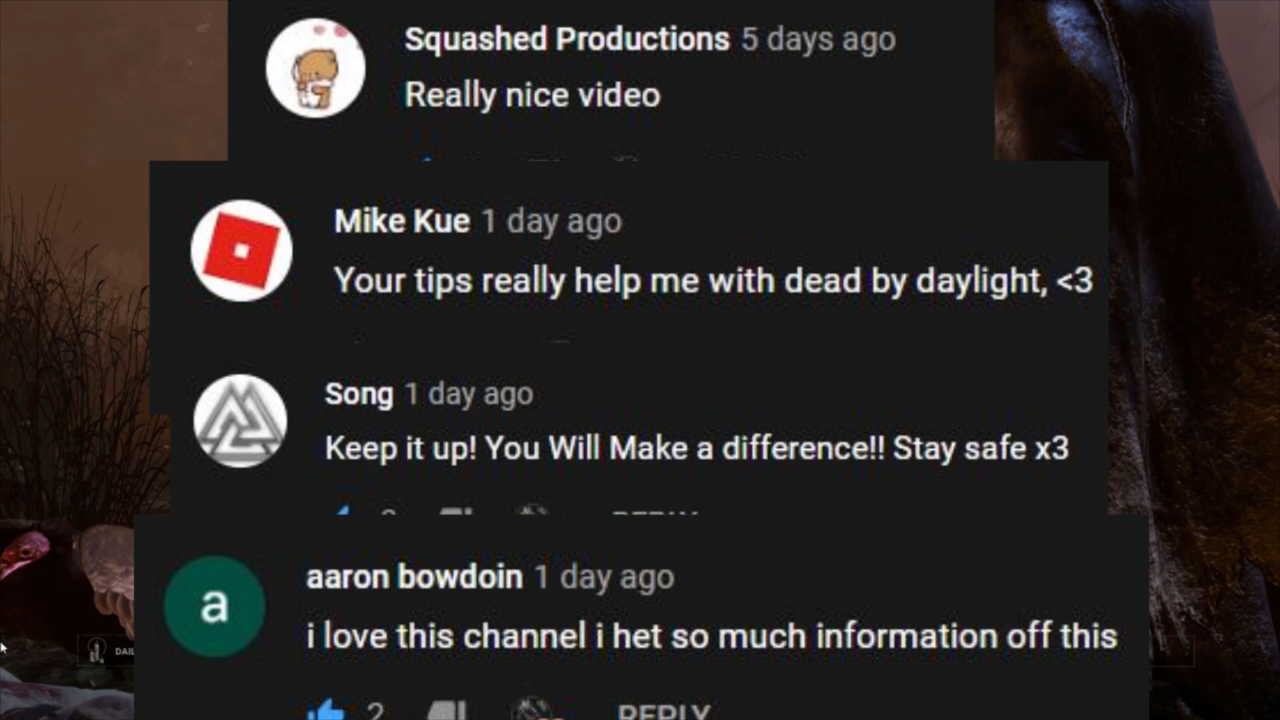 Squashed Productions 5 days ago
Really nice video
Mike Kue 1 day ago
Your tips really help me with dead by daylight, <3
Song 1 day ago
Keep it up! You Will Make a difference!! Stay safe x3
REPLY
a
aaron bowdoin 1 day ago
i love this channel i het so much information off this
2 REPLY
DAIL